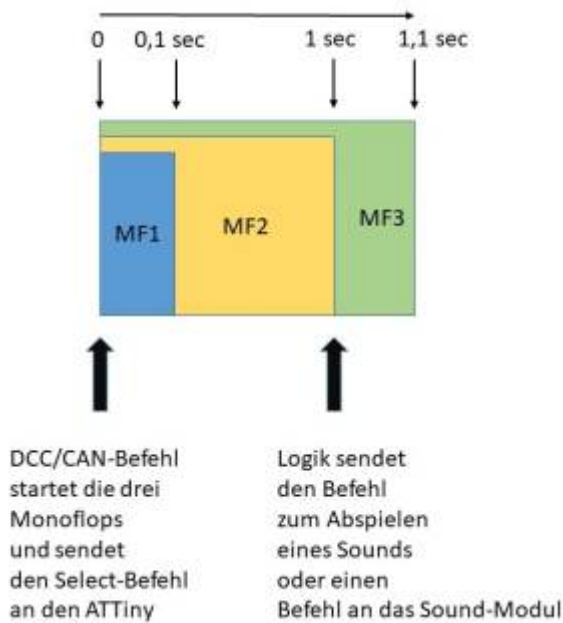 0 0,1 sec 1 sec 1,1 sec
MF1 MF2 MF3
DCC/CAN-Befehl
startet die drei
Monoflops
und sendet
den Select-Befehl
an den ATTiny
Logik sendet
den Befehl
zum Abspielen
eines Sounds
oder einen
Befehl an das Sound-Modul